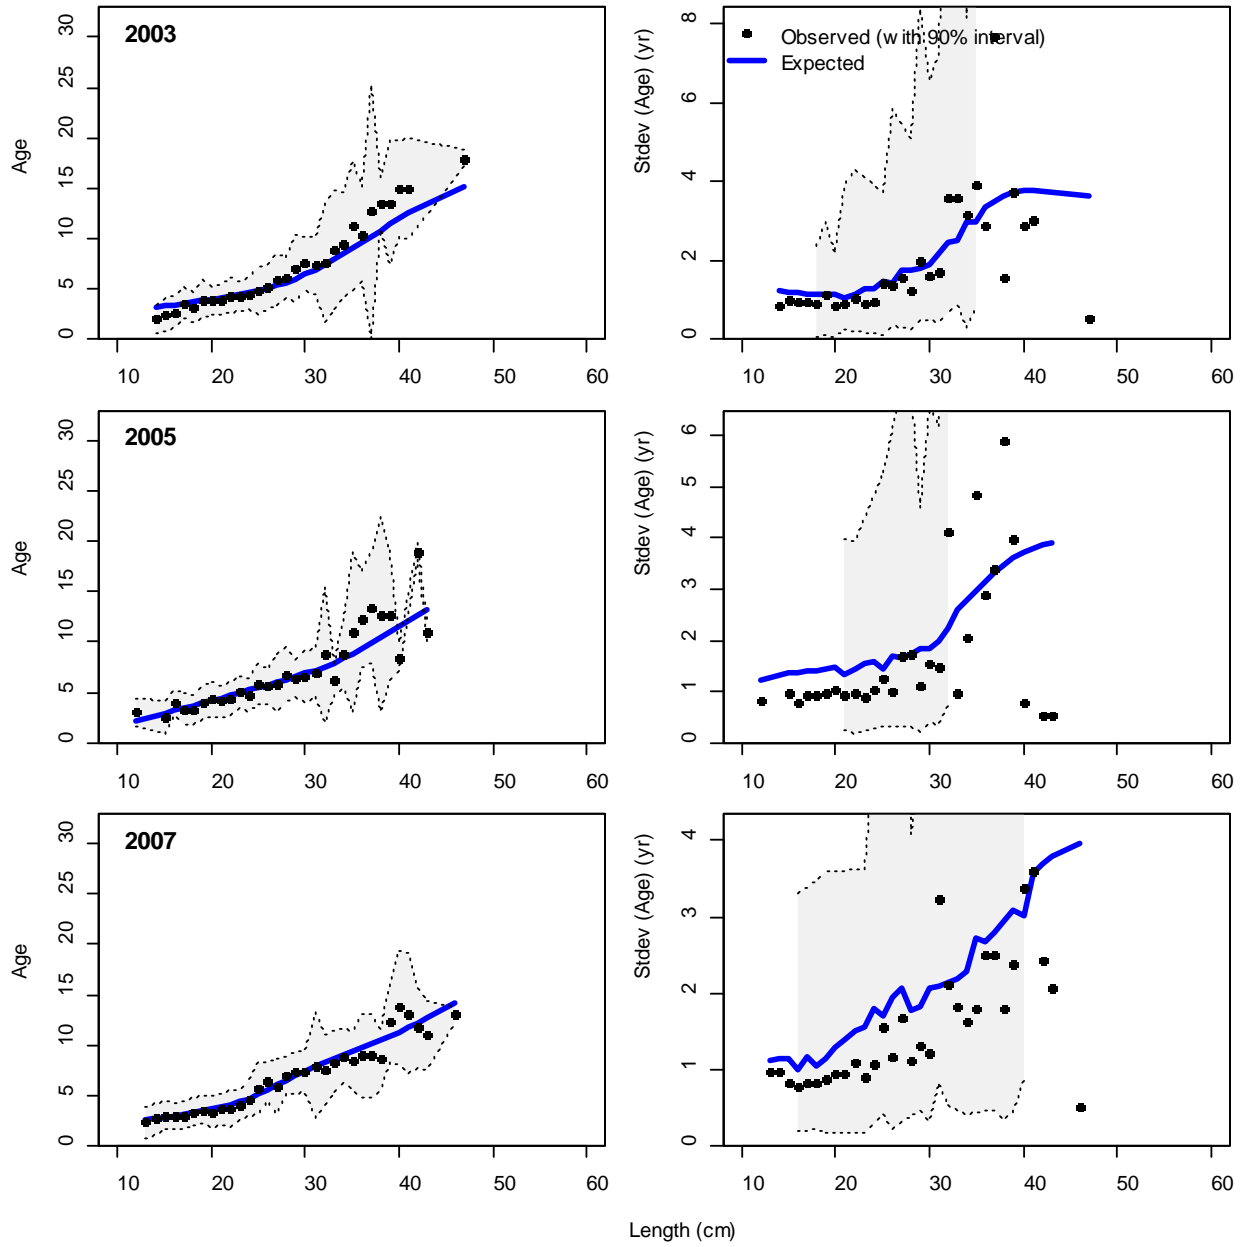 2003
Age
0 5 10 15 20 25 30
10 20 30 40 50 60
Stdev (Age) (yr)
0 2 4 6 8
Observed (with 90% interval)
Expected
10 20 30 40 50 60
2005
Age
0 5 10 15 20 25 30
10 20 30 40 50 60
Stdev (Age) (yr)
0 1 2 3 4 5 6
10 20 30 40 50 60
2007
Age
0 5 10 15 20 25 30
10 20 30 40 50 60
Stdev (Age) (yr)
0 1 2 3 4
10 20 30 40 50 60
Length (cm)